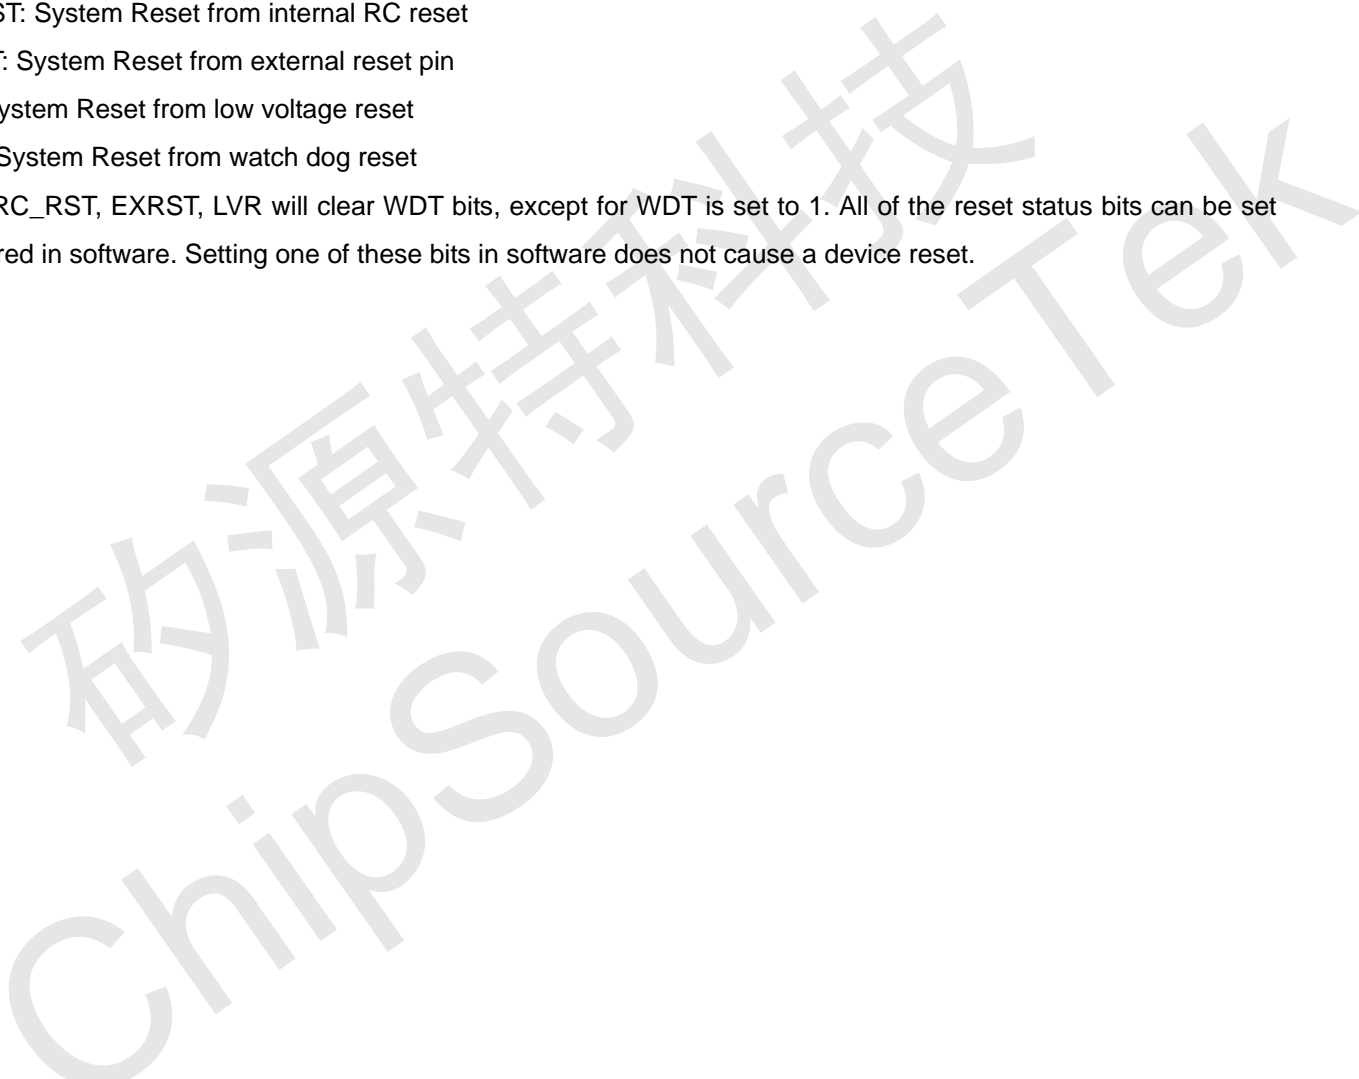 ST: System Reset from internal RC reset
T: System Reset from external reset pin
ystem Reset from low voltage reset
System Reset from watch dog reset
RC_RST, EXRST, LVR will clear WDT bits, except for WDT is set to 1. All of the reset status bits can be set
red in software. Setting one of these bits in software does not cause a device reset.
矽源特科技
ChipSourceTek